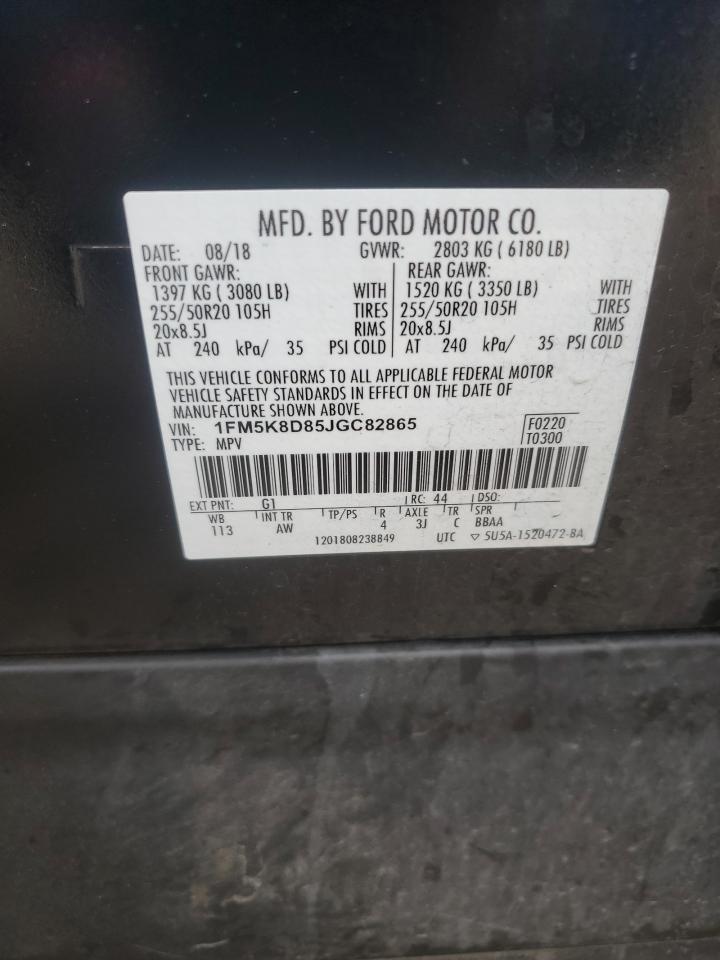 MFD. BY FORD MOTOR CO.
DATE: 08/18 GVWR: 2803 KG ( 6180 LB)
FRONT GAWR: REAR GAWR:
1397 KG ( 3080 LB) WITH 1520 KG ( 3350 LB) WITH
255/50R20 105H TIRES 255/50R20 105H TIRES
20x8.5J RIMS 20x8.5J RIMS
AT 240 kPa/ 35 PSI COLD AT 240 kPa/ 35 PSI COLD
THIS VEHICLE CONFORMS TO ALL APPLICABLE FEDERAL MOTOR
VEHICLE SAFETY STANDARDS IN EFFECT ON THE DATE OF
MANUFACTURE SHOWN ABOVE.
VIN: 1FM5K8D85JGC82865 F0220
TYPE: MPV T0300
EXT PNT: G1 RC: 44 DSO:
WB INT TR TP/PS R AXLE TR SPR
113 AW 4 3J C BBAA
1201808238849 UTC ▽ 5U5A-1520472-BA